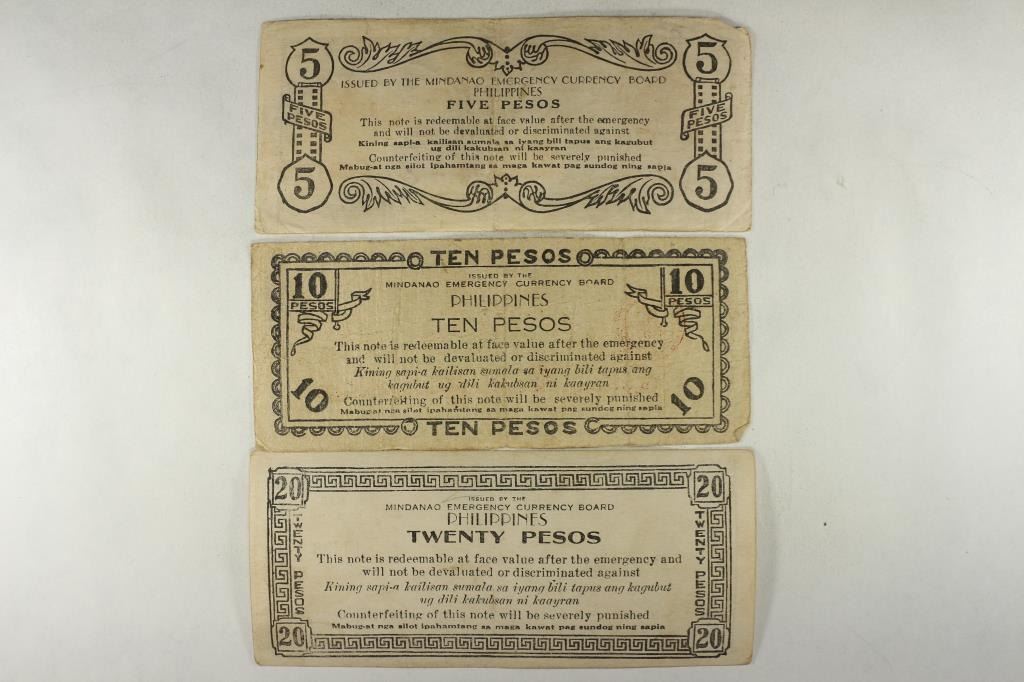 5
5
ISSUED BY THE MINDANAO EMERGENCY CURRENCY BOARD
PHILIPPINES
FIVE PESOS
FIVE PESOS
FIVE PESOS
This note is redeemable at face value after the emergency
and will not be devaluated or discriminated against
Kining sapi-a kailisan sumala sa iyang bili tapus ang kagubut
ug dili kakubsan ni kaayran
Counterfeiting of this note will be severely punished
Mabug-at nga silot ipahamtang sa maga kawat pag sundog ning sapia
5
5
TEN PESOS
10
PESOS
10
PESOS
ISSUED BY THE
MINDANAO EMERGENCY CURRENCY BOARD
PHILIPPINES
TEN PESOS
This note is redeemable at face value after the emergency
and will not be devaluated or discriminated against
Kining sapi-a kailisan sumala sa iyang bili tapus ang
kagubut ug dili kakubsan ni kaayran
10
10
Counterfeiting of this note will be severely punished
Mabug-at nga silot ipahamtang sa maga kawat pag sundog ning sapia
TEN PESOS
20
20
ISSUED BY THE
MINDANAO EMERGENCY CURRENCY BOARD
PHILIPPINES
TWENTY PESOS
TWENTY PESOS
TWENTY PESOS
This note is redeemable at face value after the emergency and
will not be devaluated or discriminated against
Kining sapi-a kailisan sumala sa iyang bili tapus ang kagubut
ug dili kakubsan ni kaayran
Counterfeiting of this note will be severely punished
Mabug-at nga silot ipahamtang sa maga kawat pag sundog ning sapia
20
20